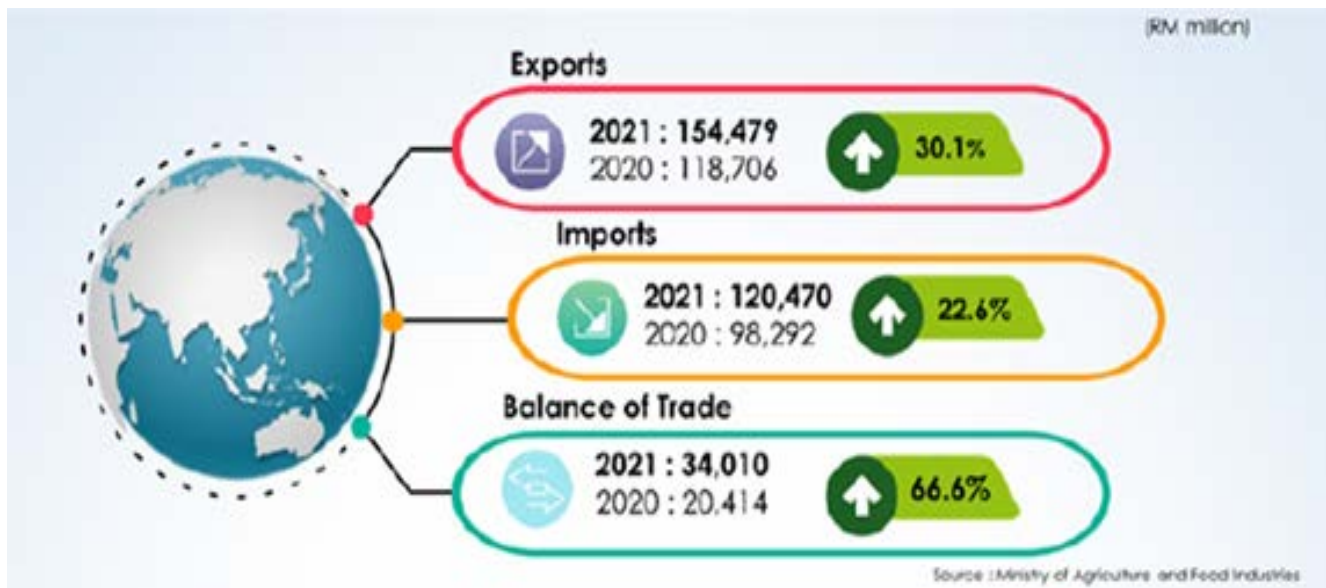 (RM million)
Exports
2021 : 154,479
2020 : 118,706
30.1%
Imports
2021 : 120,470
2020 : 98,292
22.6%
Balance of Trade
2021 : 34,010
2020 : 20,414
66.6%
Source : Ministry of Agriculture and Food Industries